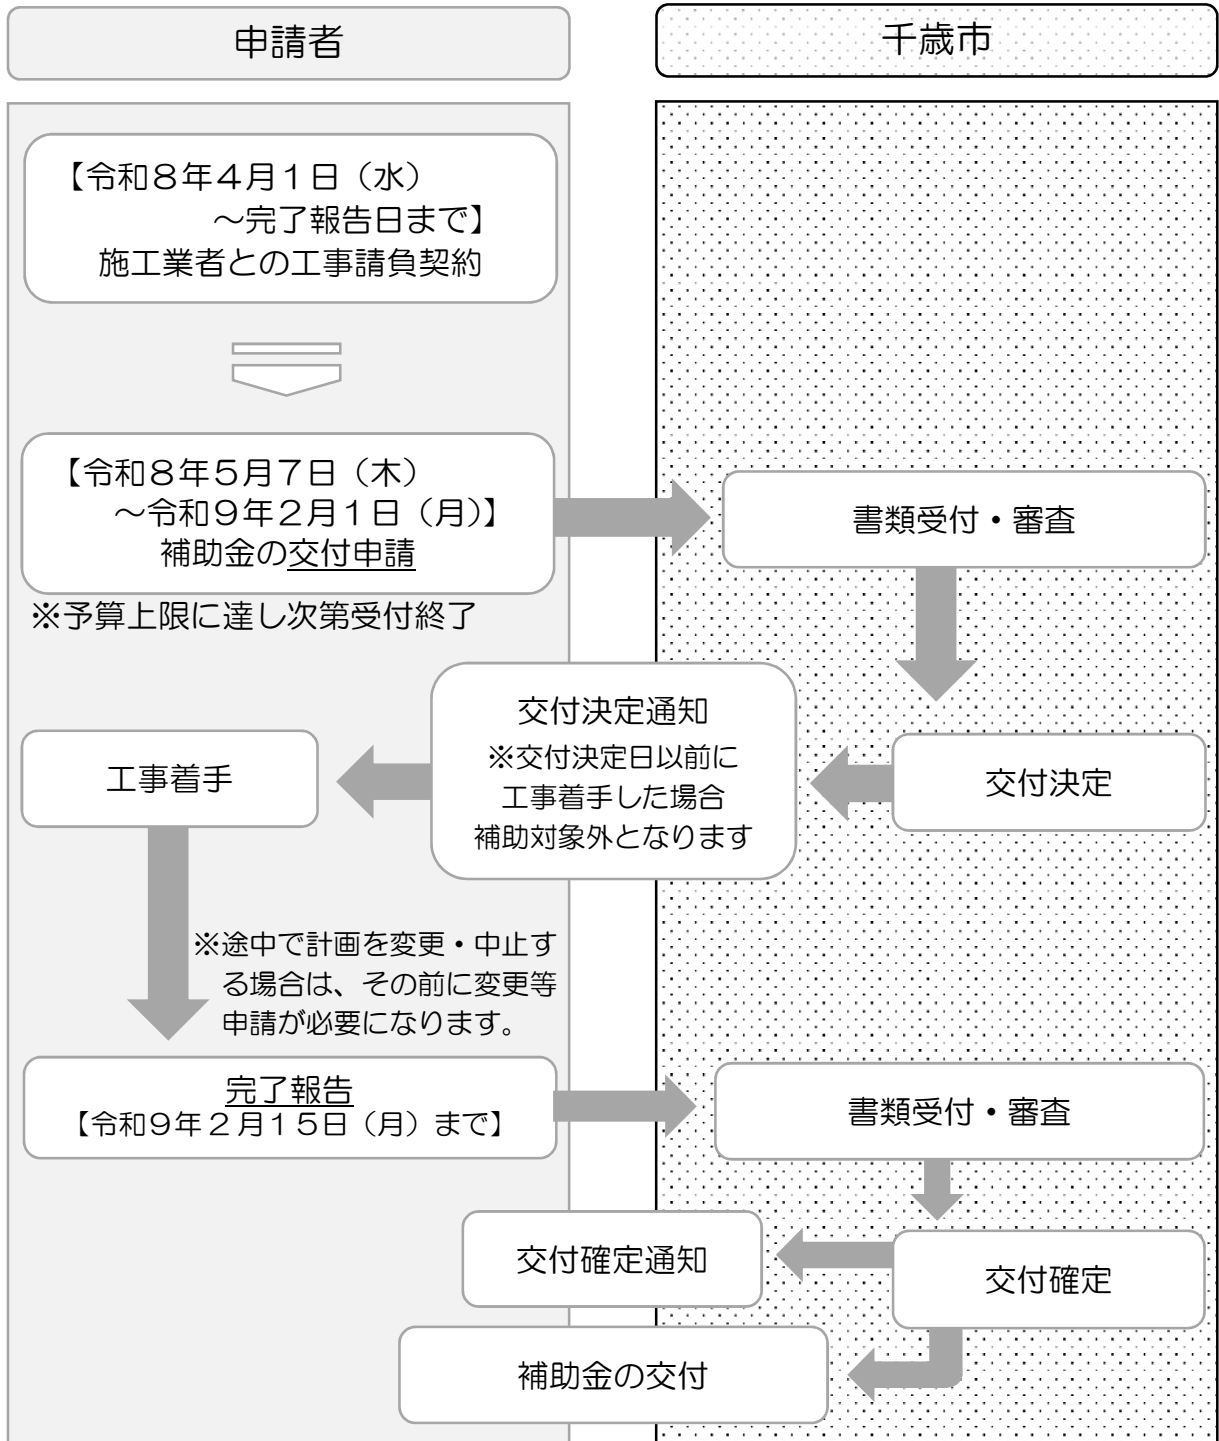 申請者
千歳市
【令和８年４月１日（水）
～完了報告日まで】
施工業者との工事請負契約
【令和８年５月７日（木）
～令和９年２月１日（月）】
補助金の交付申請
※予算上限に達し次第受付終了
書類受付・審査
交付決定
交付決定通知
※交付決定日以前に
工事着手した場合
補助対象外となります
工事着手
※途中で計画を変更・中止す
る場合は、その前に変更等
申請が必要になります。
完了報告
【令和９年２月１５日（月）まで】
書類受付・審査
交付確定
交付確定通知
補助金の交付